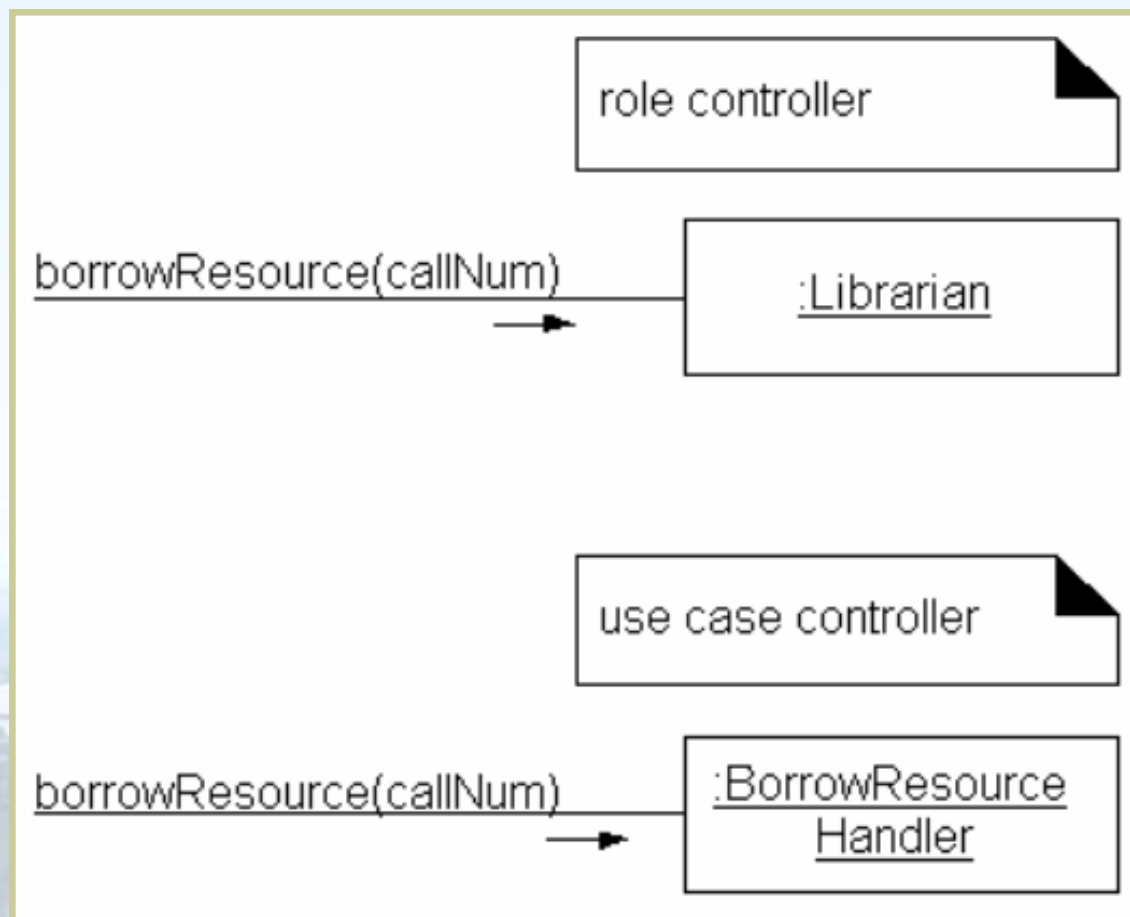 role controller
borrowResource(callNum)
:Librarian
use case controller
borrowResource(callNum)
:BorrowResource
Handler